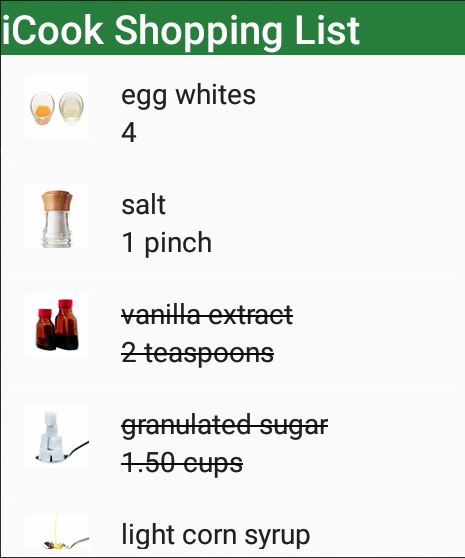 iCook Shopping List
egg whites
4
salt
1 pinch
vanilla extract
2 teaspoons
granulated sugar
1.50 cups
light corn syrup